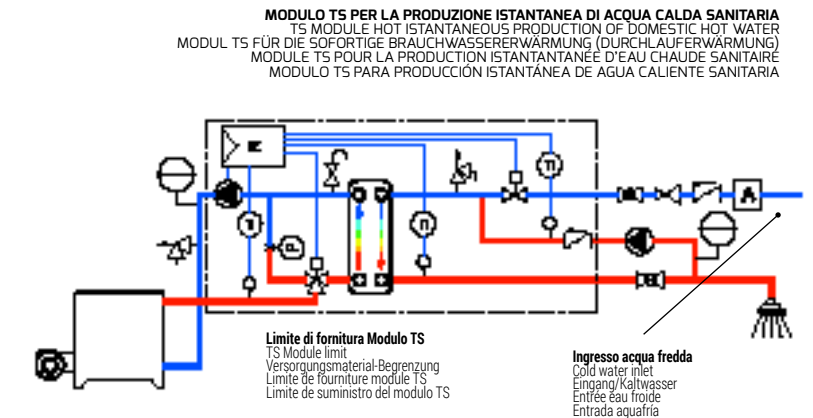 MODULO TS PER LA PRODUZIONE ISTANTANEA DI ACQUA CALDA SANITARIA
TS MODULE HOT ISTANTANEOUS PRODUCTION OF DOMESTIC HOT WATER
MODUL TS FÜR DIE SOFORTIGE BRAUCHWASSERERWÄRMUNG (DURCHLAUFERWÄRMUNG)
MODULE TS POUR LA PRODUCTION ISTANTANTANÉE D'EAU CHAUDE SANITAIRE
MODULO TS PARA PRODUCCIÓN ISTANTÁNEA DE AGUA CALIENTE SANITARIA
TI
A
TI
P
Limite di fornitura Modulo TS
TS Module limit
Versorgungsmaterial-Begrenzung
Limite de fourniture module TS
Limite de suministro del modulo TS
Ingresso acqua fredda
Cold water inlet
Eingang/Kaltwasser
Entrée eau froide
Entrada aguafría